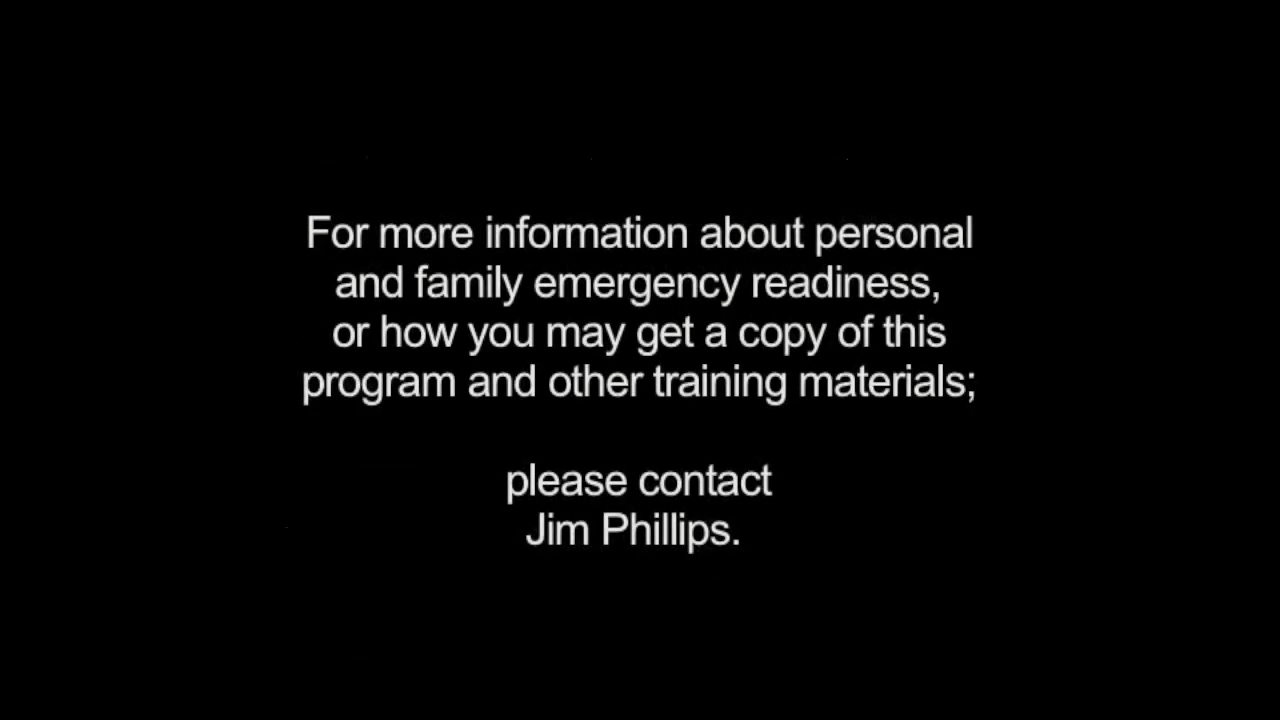 For more information about personal
and family emergency readiness,
or how you may get a copy of this
program and other training materials;
please contact
Jim Phillips.